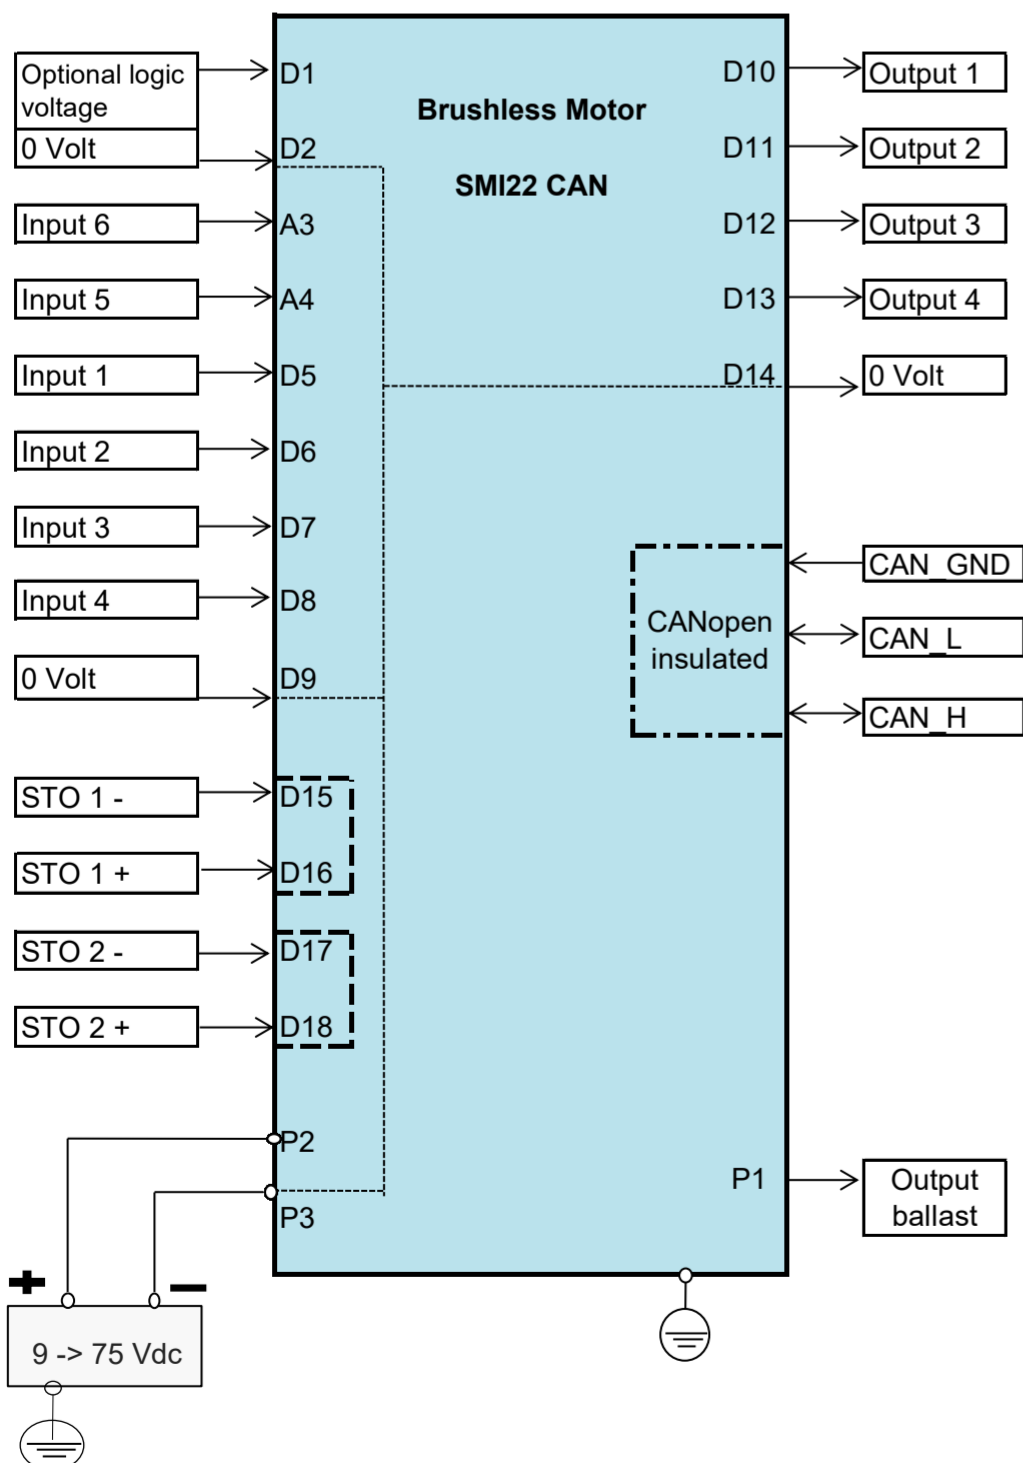 Optional logic
voltage
0 Volt
Input 6
Input 5
Input 1
Input 2
Input 3
Input 4
0 Volt
STO 1 -
STO 1 +
STO 2 -
STO 2 +
D1
D2
A3
A4
D5
D6
D7
D8
D9
D15
D16
D17
D18
P2
P3
Brushless Motor
SMI22 CAN
CANopen
insulated
D10
D11
D12
D13
D14
P1
Output 1
Output 2
Output 3
Output 4
0 Volt
CAN_GND
CAN_L
CAN_H
Output
ballast
+ -
9 -> 75 Vdc